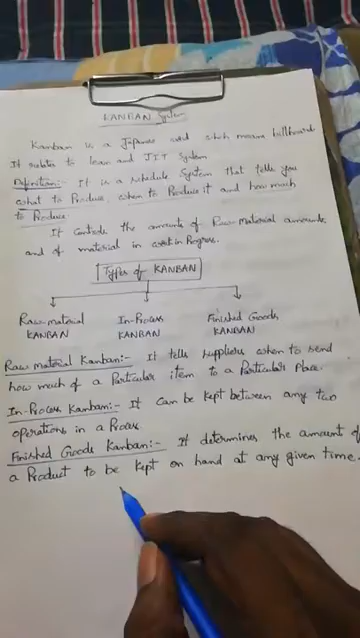 KANBAN System
Kanban is a Japanese word which means billboard
It relates to lean and JIT System
Definition:- It is a schedule System that tells you
what to Produce, when to Produce it and how much
to Produce
It Controls the amounts of Raw-Material amounts
and of material in work in Progress.
Types of KANBAN
Raw-material In-Process Finished Goods
KANBAN KANBAN KANBAN
Raw material Kanban:- It tells suppliers when to send
how much of a Particular item to a Particular Place.
In-Process Kanban:- It can be kept between any two
operations in a Process
Finished Goods Kanban:- It determines the amount of
a Product to be kept on hand at any given time.